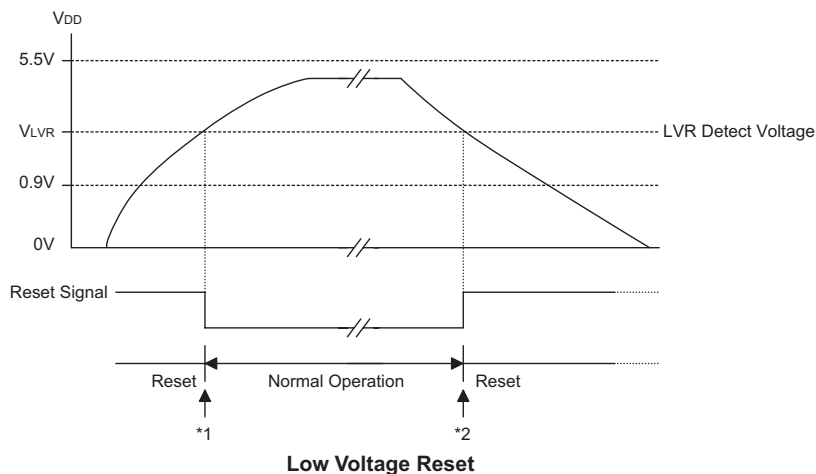 VDD
5.5V
VLVR
LVR Detect Voltage
0.9V
0V
Reset Signal
Reset
Normal Operation
Reset
*1
*2
Low Voltage Reset